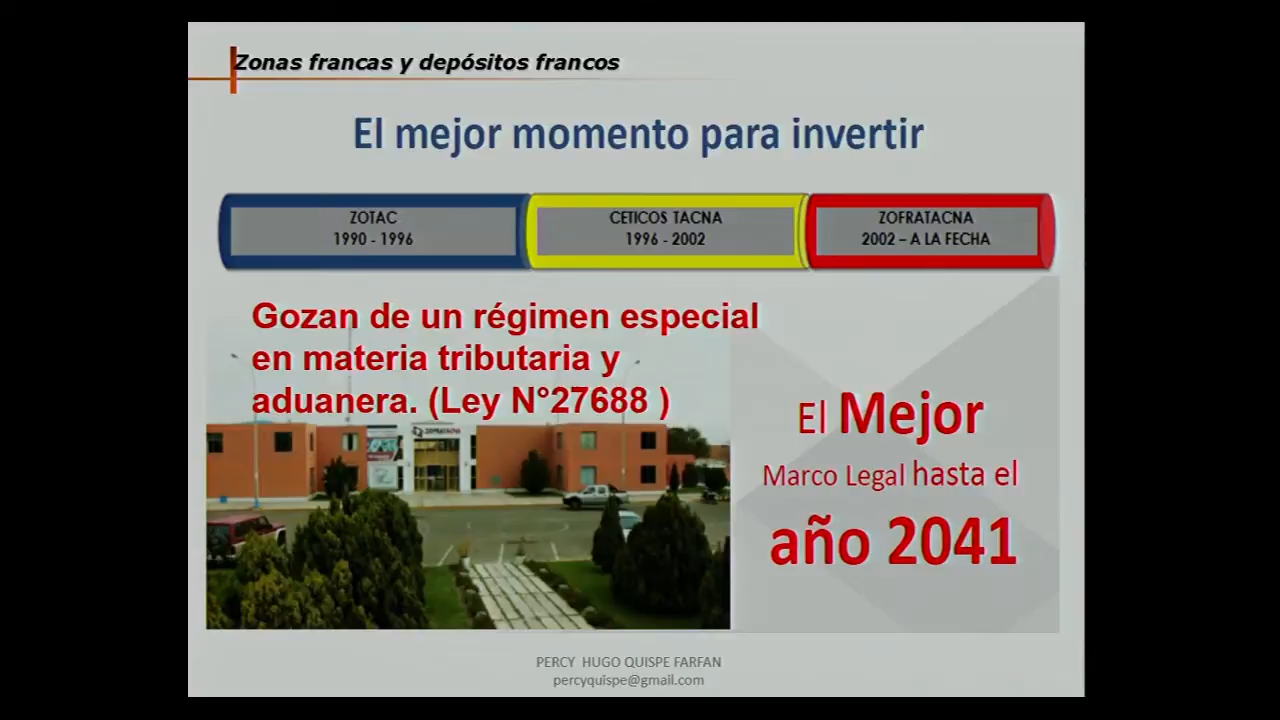 Zonas francas y depósitos francos
El mejor momento para invertir
ZOTAC
1990 - 1996
CETICOS TACNA
1996 - 2002
ZOFRATACNA
2002 – A LA FECHA
Gozan de un régimen especial
en materia tributaria y
aduanera. (Ley N°27688 )
ZOFRATACNA
El Mejor
Marco Legal hasta el
año 2041
PERCY HUGO QUISPE FARFAN
percyquispe@gmail.com